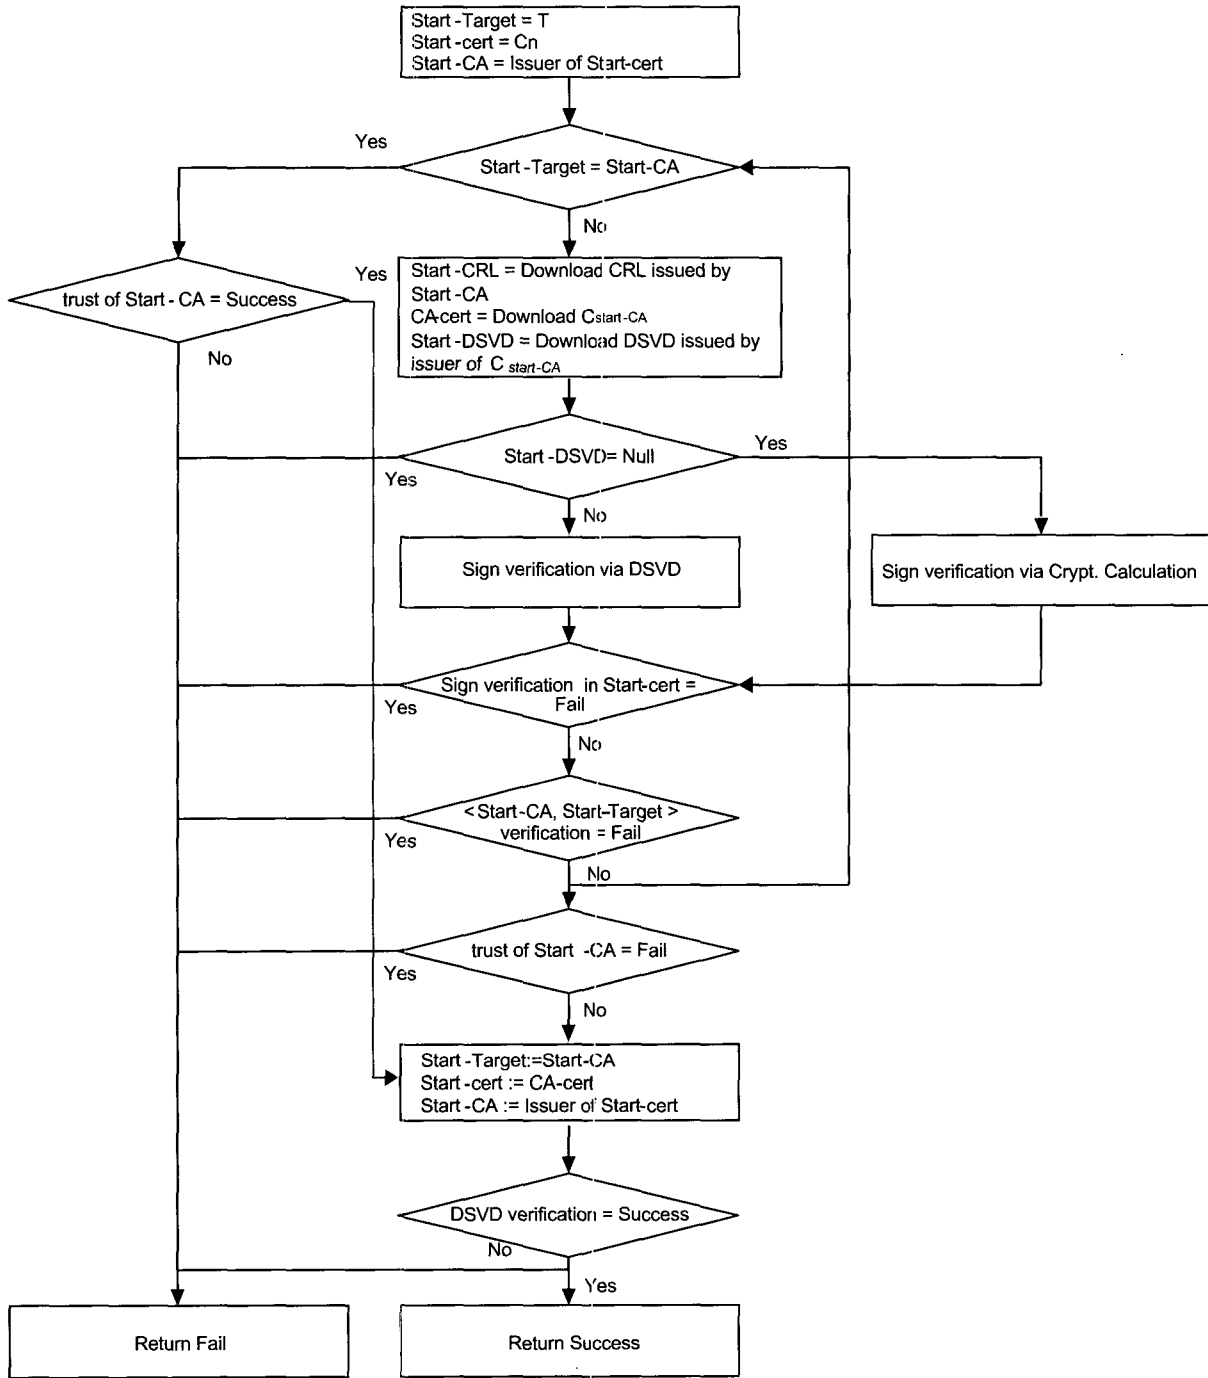 Start-Target = T
Start-cert = Cn
Start-CA = Issuer of Start-cert
Yes
Start-Target = Start-CA
No
Yes
Start-CRL = Download CRL issued by
Start-CA
CA-cert = Download Cstart-CA
Start-DSVD = Download DSVD issued by
issuer of C start-CA
trust of Start-CA = Success
No
Start-DSVD= Null
Yes
Yes
No
Sign verification via DSVD
Sign verification via Crypt. Calculation
Sign verification in Start-cert =
Fail
Yes
No
<Start-CA, Start-Target >
verification = Fail
Yes
No
trust of Start -CA = Fail
Yes
No
Start-Target:=Start-CA
Start-cert := CA-cert
Start-CA := Issuer of Start-cert
DSVD verification = Success
No
Yes
Return Fail
Return Success